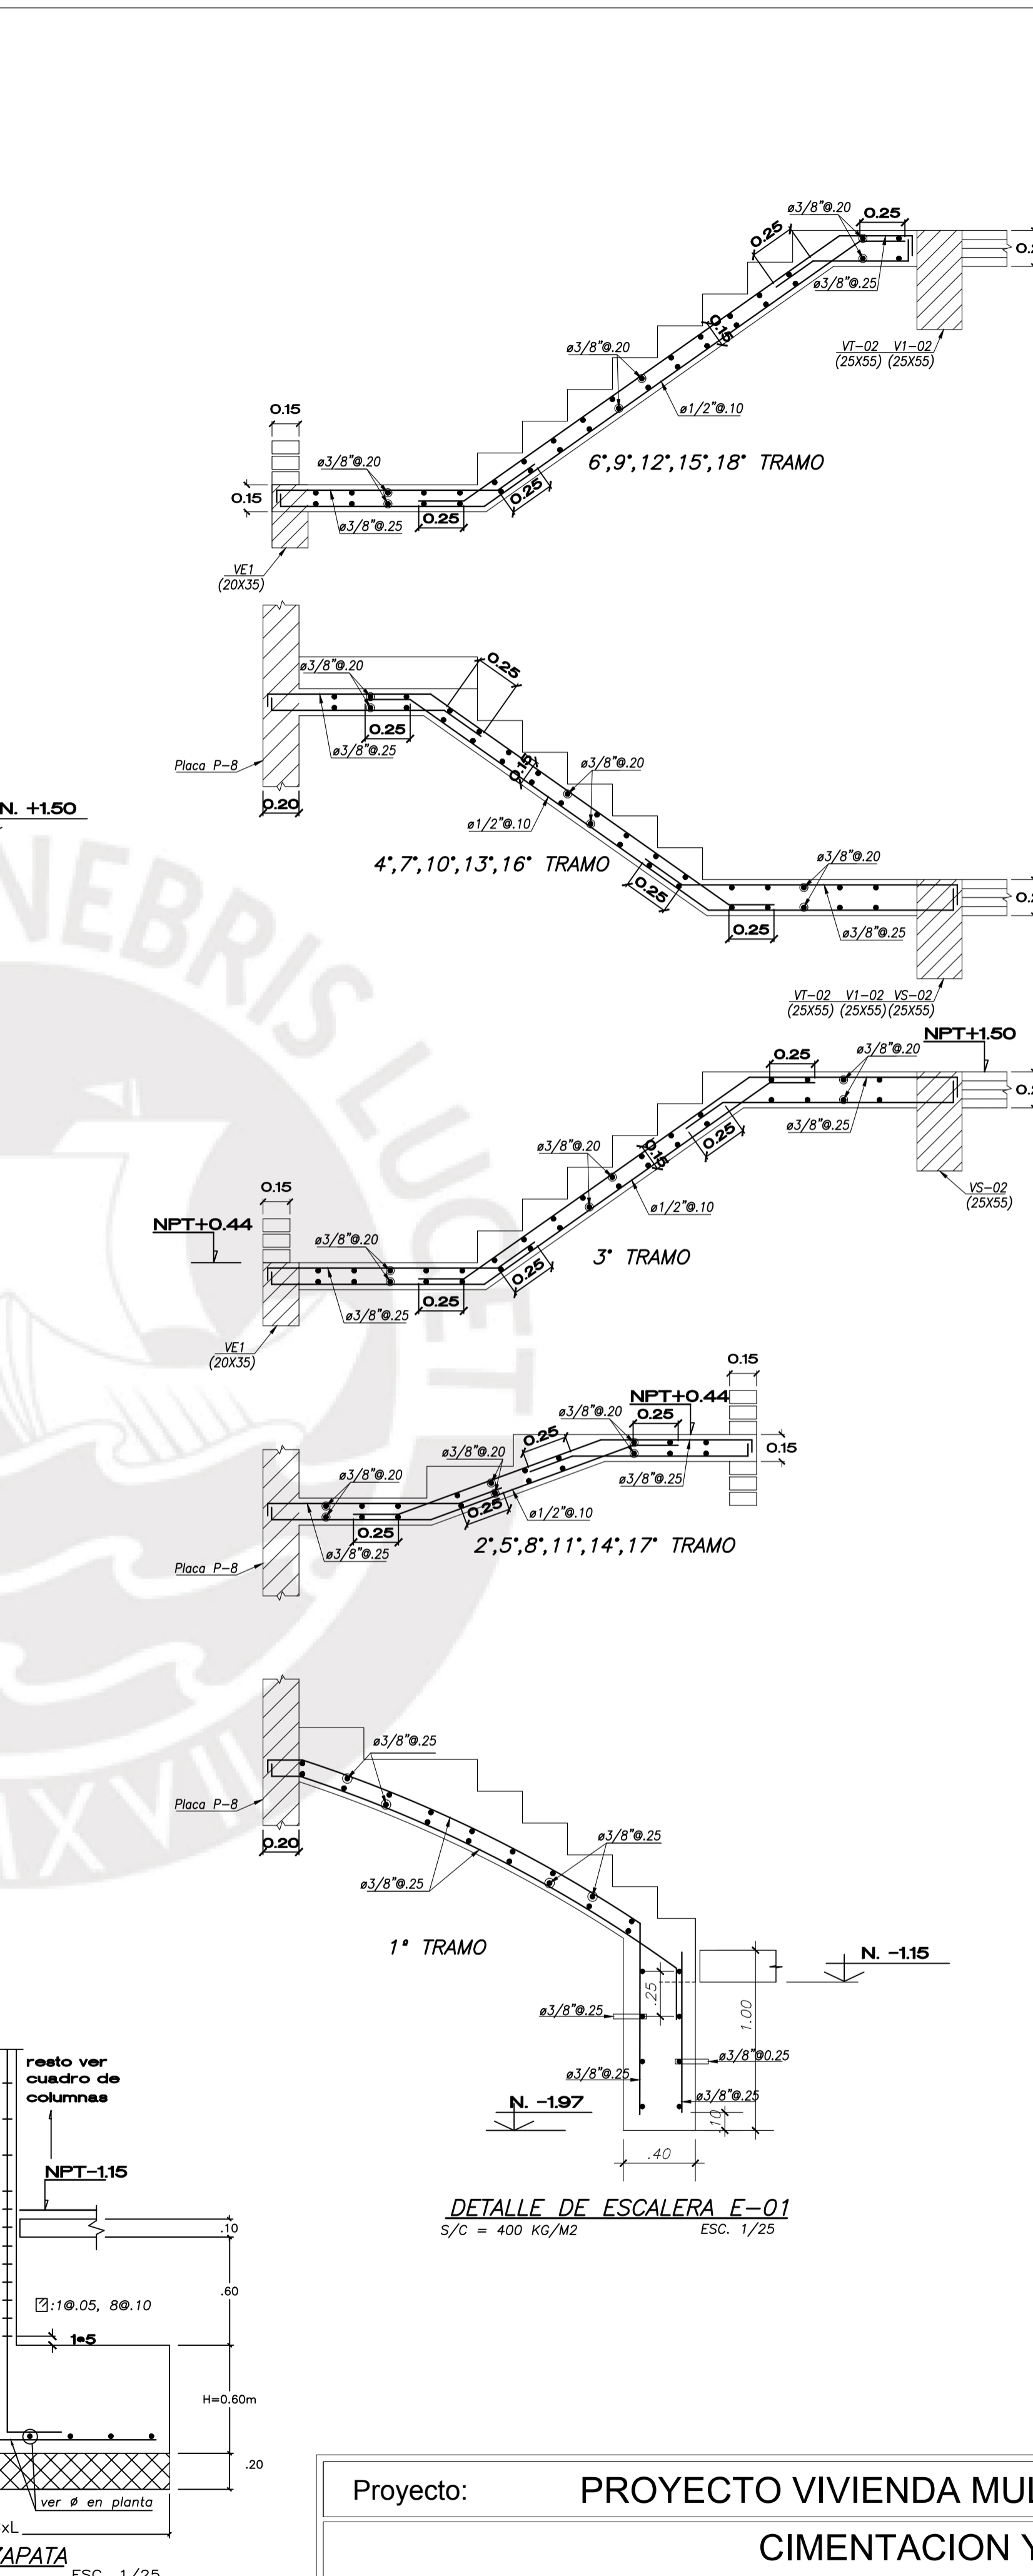 ø3/8"@.20
0.25
0.25
ø3/8"@.25
0.15
ø3/8"@.20
VT-02 V1-02
(25X55) (25X55)
ø1/2"@.10
0.15
ø3/8"@.20
6°,9°,12°,15°,18° TRAMO
0.15
0.25
0.25
ø3/8"@.25
VE1
(20X35)
ø3/8"@.20
0.25
0.25
ø3/8"@.25
Placa P-8
0.15
ø3/8"@.20
N. +1.50
0.20
ø1/2"@.10
4°,7°,10°,13°,16° TRAMO
ø3/8"@.20
0.25
0.25
ø3/8"@.25
VT-02 V1-02 VS-02
(25X55) (25X55)(25X55)
NPT+1.50
0.25
ø3/8"@.20
ø3/8"@.25
0.25
ø3/8"@.20
0.15
0.15
ø1/2"@.10
VS-02
(25X55)
NPT+0.44
ø3/8"@.20
3° TRAMO
0.25
0.25
ø3/8"@.25
VE1
(20X35)
0.15
NPT+0.44
ø3/8"@.20
0.25
0.25
ø3/8"@.20
0.15
ø3/8"@.20
ø3/8"@.25
0.25
ø1/2"@.10
0.25
2°,5°,8°,11°,14°,17° TRAMO
ø3/8"@.25
Placa P-8
ø3/8"@.25
Placa P-8
0.20
ø3/8"@.25
ø3/8"@.25
1° TRAMO
N. -1.15
.25
ø3/8"@.25
1.00
ø3/8"@0.25
ø3/8"@.25
ø3/8"@.25
N. -1.97
.10
.40
resto ver
cuadro de
columnas
NPT-1.15
DETALLE DE ESCALERA E-01
S/C = 400 KG/M2 ESC. 1/25
.10
.60
:1@.05, 8@.10
H=0.60m
.20
ver ø en planta
xL
ZAPATA
ESC. 1/25
Proyecto: PROYECTO VIVIENDA MUL
CIMENTACION Y
NEBRIS LUCET
MXVII